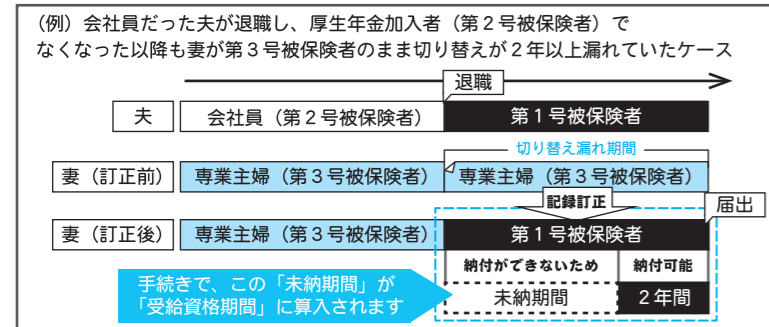 （例）会社員だった夫が退職し、厚生年金加入者（第２号被保険者）で
なくなった以降も妻が第３号被保険者のまま切り替えが２年以上漏れていたケース
退職
夫
会社員（第２号被保険者）
第１号被保険者
切り替え漏れ期間
妻（訂正前）
専業主婦（第３号被保険者）
専業主婦（第３号被保険者）
記録訂正
届出
妻（訂正後）
専業主婦（第３号被保険者）
第１号被保険者
納付ができないため
納付可能
手続きで、この「未納期間」が
「受給資格期間」に算入されます
未納期間
２年間